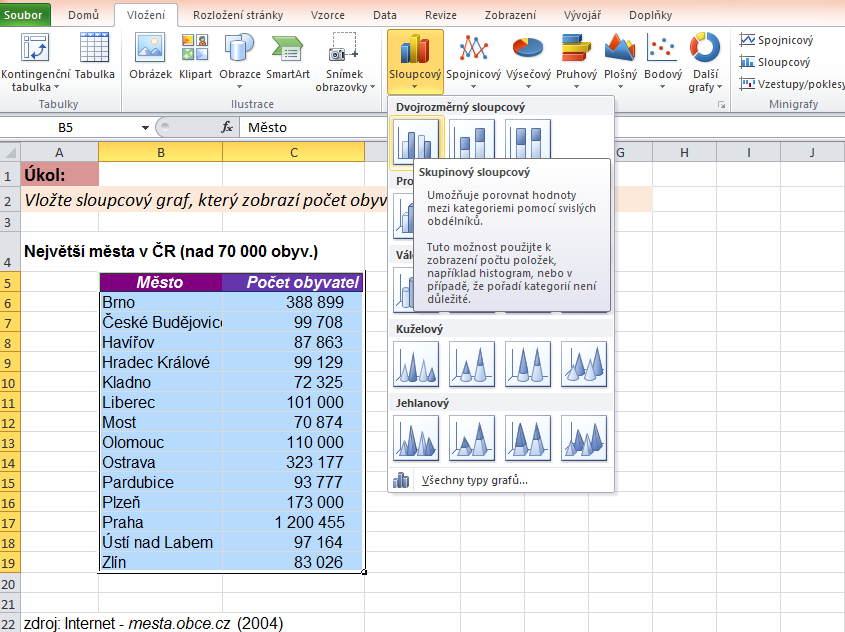 Soubor Domů Vložení Rozložení stránky Vzorce Data Revize Zobrazení Vývojář Doplňky
Kontingenční tabulka Tabulka Obrázek Klipart Obrazce SmartArt Snímek obrazovky Sloupcový Spojnicový Výsečový Pruhový Plošný Bodový Další grafy Spojnicový
Sloupcový
Vzestupy/poklesy
Tabulky Ilustrace Minigrafy
B5 fx Město
Dvojrozměrný sloupcový
A B C G H I J
1 Úkol:
2 Vložte sloupcový graf, který zobrazí počet obyv
3
4 Největší města v ČR (nad 70 000 obyv.)
5 Město Počet obyvatel
6 Brno 388 899
7 České Budějovic
99 708
8 Havířov 87 863
9 Hradec Králové 99 129
10 Kladno 72 325
11 Liberec 101 000
12 Most 70 874
13 Olomouc 110 000
14 Ostrava 323 177
15 Pardubice 93 777
16 Plzeň 173 000
17 Praha 1 200 455
18 Ústí nad Labem 97 164
19 Zlín 83 026
20
21
22 zdroj: Internet - mesta.obce.cz (2004)
Skupinový sloupcový
Umožňuje porovnat hodnoty
mezi kategoriemi pomocí svislých
obdélníků.
Tuto možnost použijte k
zobrazení počtu položek,
například histogram, nebo v
případě, že pořadí kategorií není
důležité.
Pro
Vál
Kuželový
Jehlanový
Všechny typy grafů...